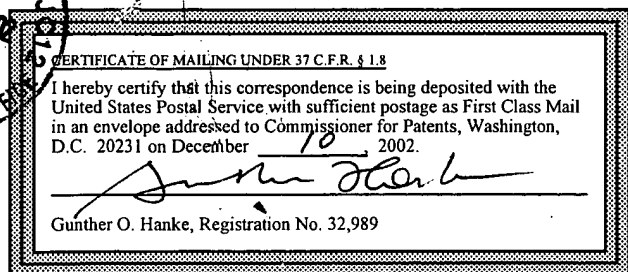 CERTIFICATE OF MAILING UNDER 37 C.F.R. § 1.8
I hereby certify that this correspondence is being deposited with the
United States Postal Service with sufficient postage as First Class Mail
in an envelope addressed to Commissioner for Patents, Washington,
D.C. 20231 on December 10, 2002.
Gunther O. Hanke, Registration No. 32,989